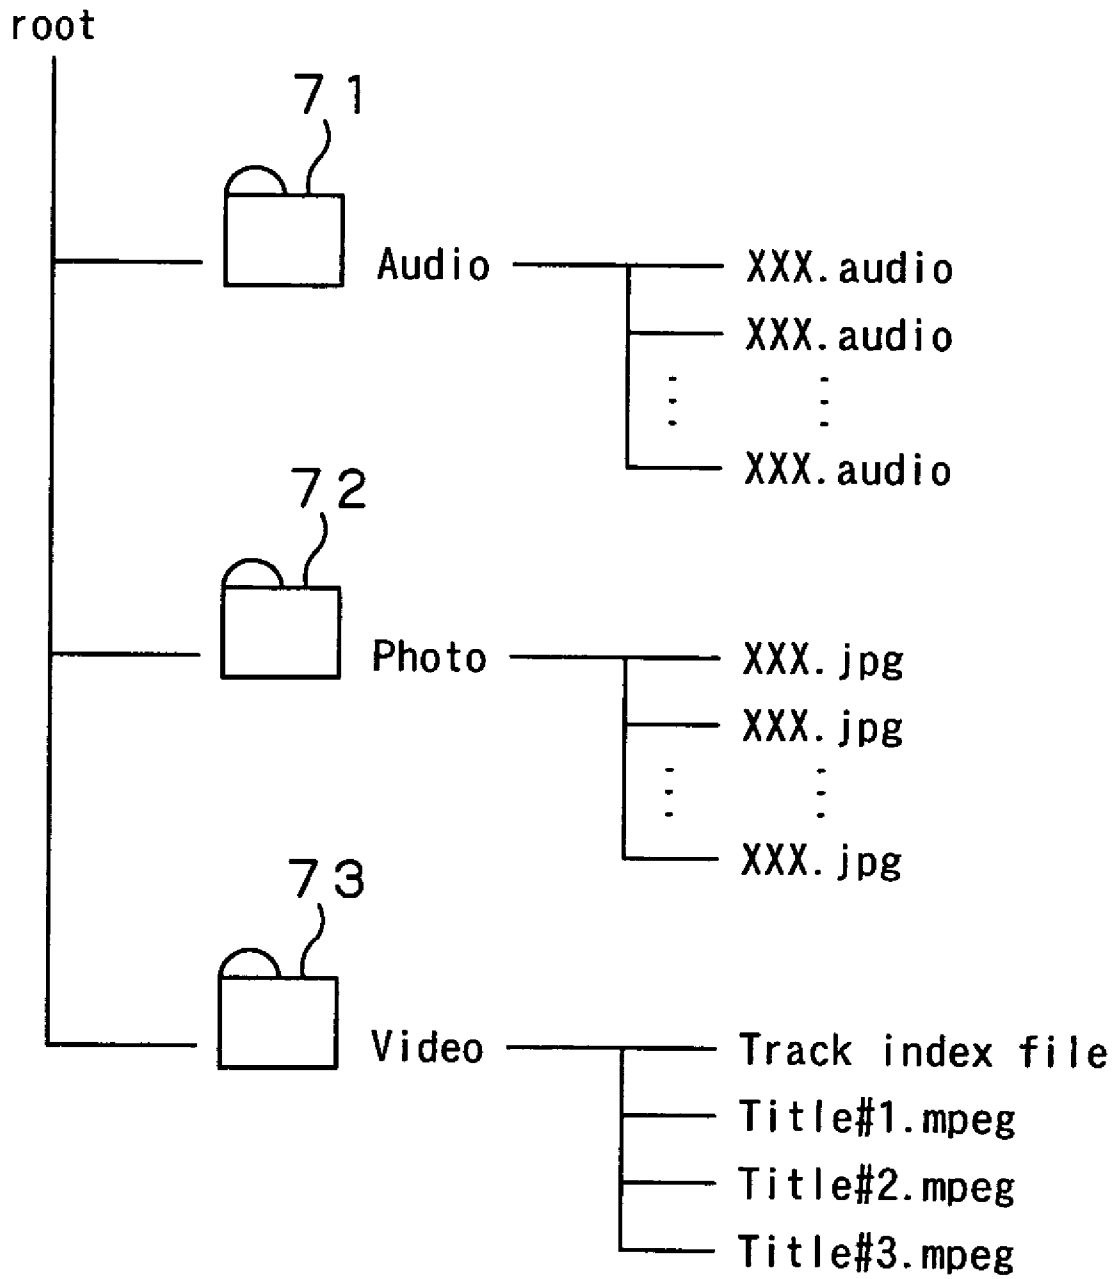 root
71
Audio
XXX.audio
XXX.audio
XXX.audio
72
Photo
XXX.jpg
XXX.jpg
XXX.jpg
73
Video
Track index file
Title#1.mpeg
Title#2.mpeg
Title#3.mpeg